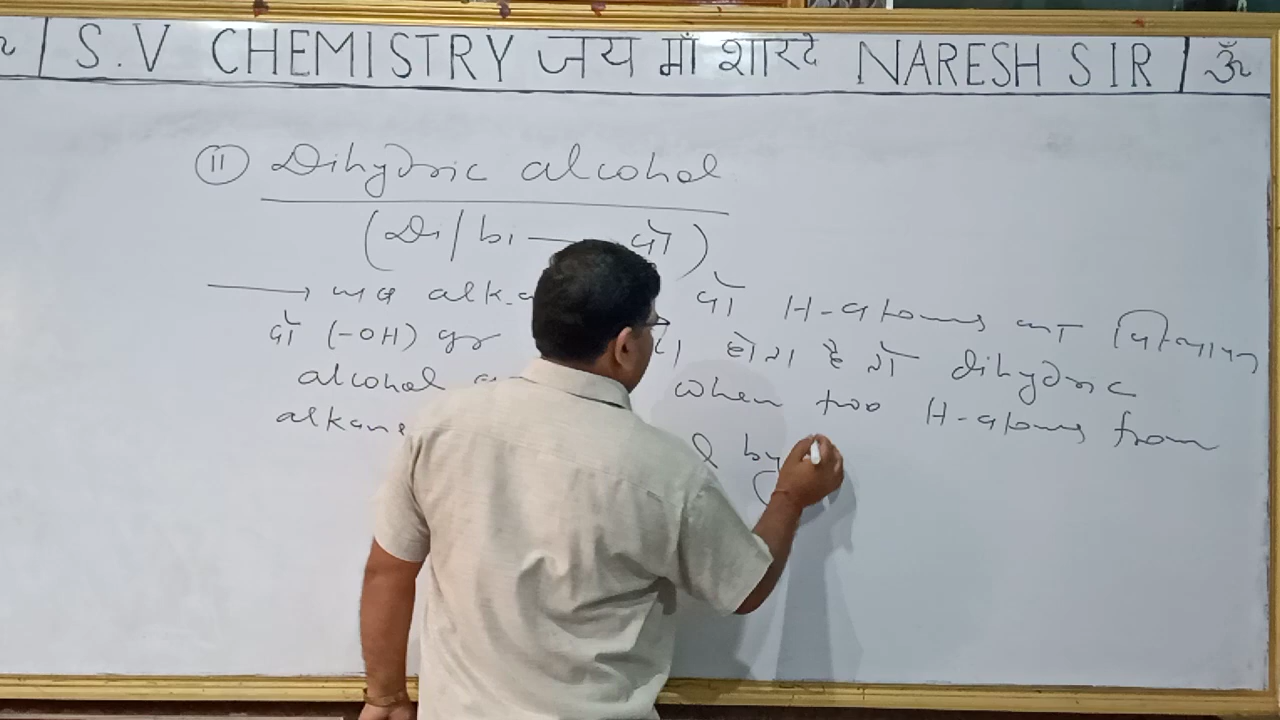 S.V CHEMISTRY जय माँ शारदे NARESH SIR | ॐ
(II) Dihydric alcohol
(Di/bi — दो)
→ जब alk दो H-atoms का विस्थापन
दो (-OH) होता है तो dihydric
alcohol when two H-atoms from
alkane by